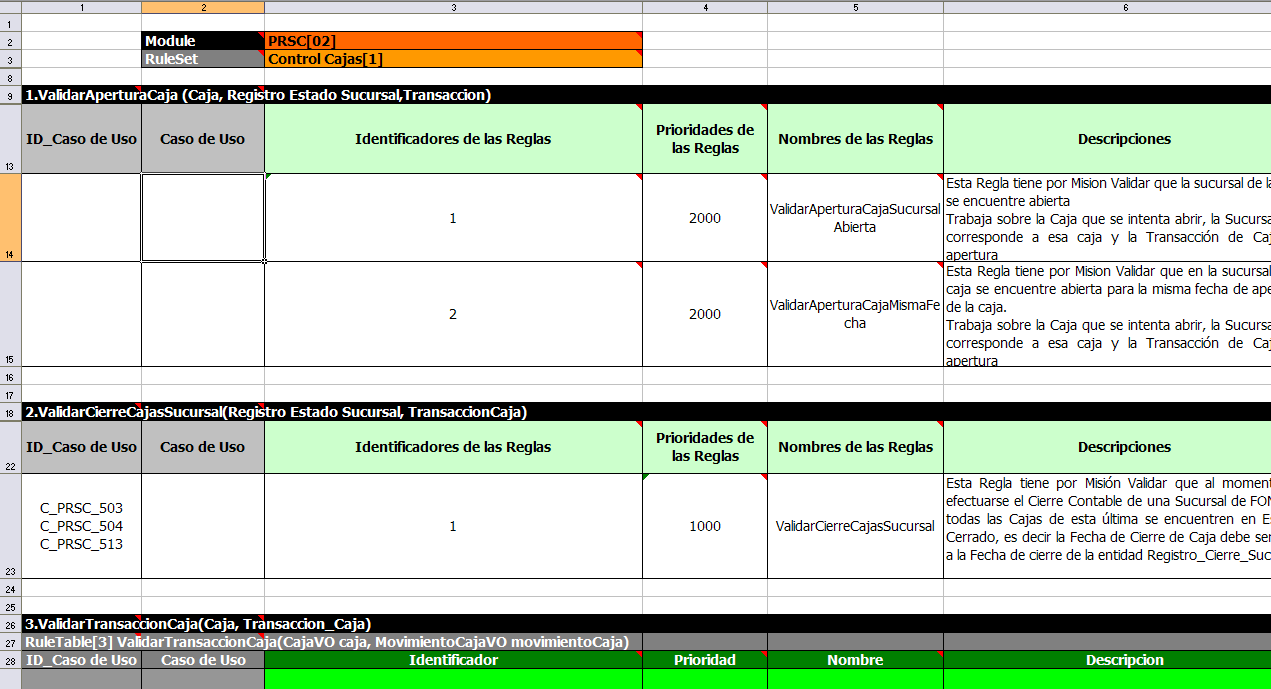 1 2 3 4 5 6
1
2 Module PRSC[02]
3 RuleSet Control Cajas[1]
8
9 1.ValidarAperturaCaja (Caja, Registro Estado Sucursal,Transaccion)
13 ID_Caso de Uso Caso de Uso Identificadores de las Reglas Prioridades de las Reglas Nombres de las Reglas Descripciones
14 1 2000 ValidarAperturaCajaSucursal
Abierta
Esta Regla tiene por Mision Validar que la sucursal de la
se encuentre abierta
Trabaja sobre la Caja que se intenta abrir, la Sucursa
corresponde a esa caja y la Transacción de Caj
apertura
15 2 2000 ValidarAperturaCajaMismaFe
cha
Esta Regla tiene por Mision Validar que en la sucursal
caja se encuentre abierta para la misma fecha de ape
de la caja.
Trabaja sobre la Caja que se intenta abrir, la Sucursa
corresponde a esa caja y la Transacción de Caj
apertura
16
17
18 2.ValidarCierreCajasSucursal(Registro Estado Sucursal, TransaccionCaja)
22 ID_Caso de Uso Caso de Uso Identificadores de las Reglas Prioridades de las Reglas Nombres de las Reglas Descripciones
23 C_PRSC_503
C_PRSC_504
C_PRSC_513
1 1000 ValidarCierreCajasSucursal
Esta Regla tiene por Misión Validar que al moment
efectuarse el Cierre Contable de una Sucursal de FON
todas las Cajas de esta última se encuentren en Es
Cerrado, es decir la Fecha de Cierre de Caja debe ser
a la Fecha de cierre de la entidad Registro_Cierre_Suc
24
25
26 3.ValidarTransaccionCaja(Caja, Transaccion_Caja)
27 RuleTable[3] ValidarTransaccionCaja(CajaVO caja, MovimientoCajaVO movimientoCaja)
28 ID_Caso de Uso Caso de Uso Identificador Prioridad Nombre Descripcion